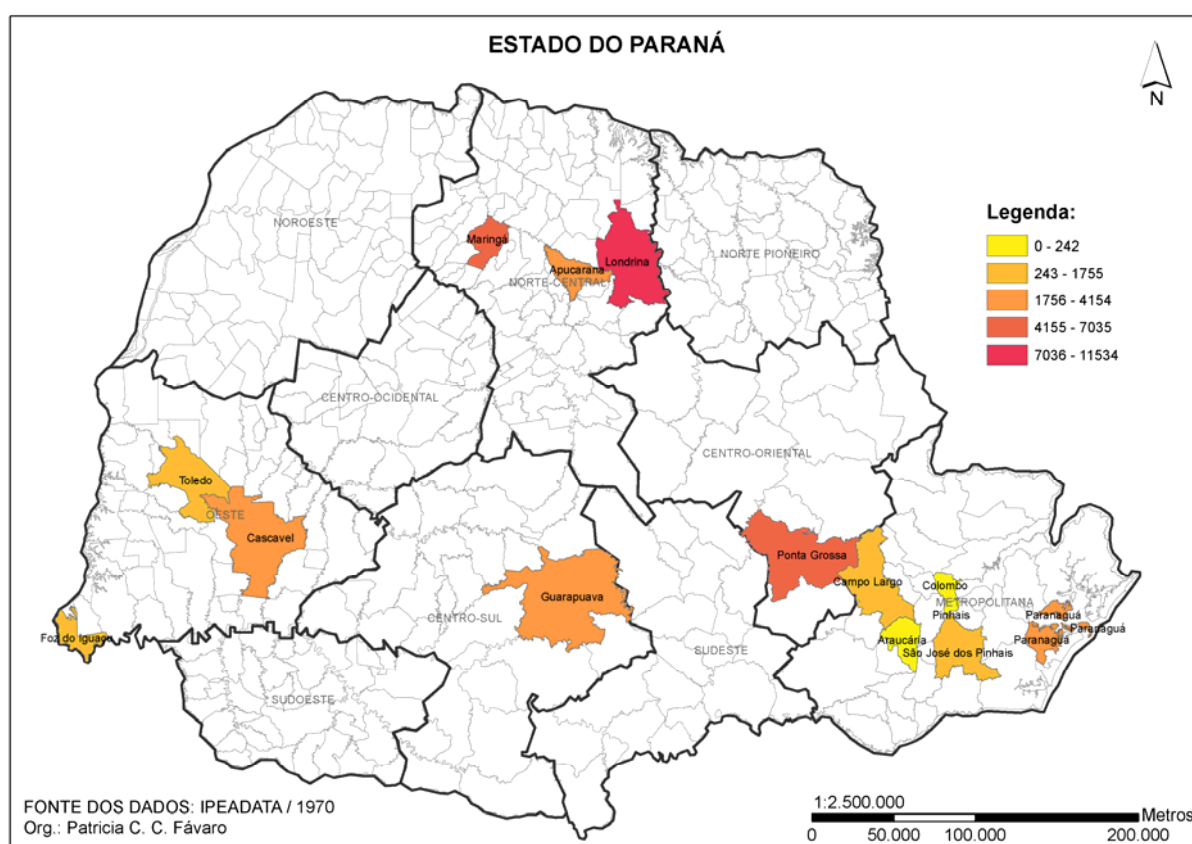 ESTADO DO PARANÁ
N
NOROESTE
Maringá
Apucarana
Londrina
NORTE-CENTRAL
NORTE PIONEIRO
Legenda:
0 - 242
243 - 1755
1756 - 4154
4155 - 7035
7036 - 11534
CENTRO-OCIDENTAL
CENTRO-ORIENTAL
Toledo
OESTE
Cascavel
Ponta Grossa
Campo Largo
Colombo
METROPOLITANA
Guarapuava
CENTRO-SUL
Pinhais
Paranaguá
Paranaguá
Paranaguá
Foz do Iguaçu
Araucária
São José dos Pinhais
SUDESTE
SUDOESTE
FONTE DOS DADOS: IPEADATA / 1970
Org.: Patricia C. C. Fávaro
1:2.500.000
Metros
0 50.000 100.000 200.000